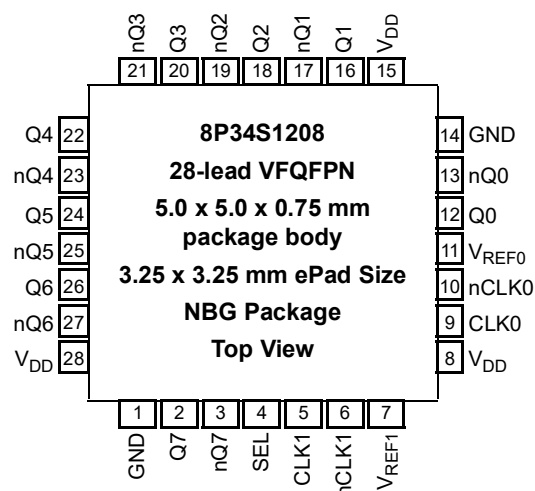 nQ3 Q3 nQ2 Q2 nQ1 Q1 VDD
21 20 19 18 17 16 15
Q4 22
nQ4 23
Q5 24
nQ5 25
Q6 26
nQ6 27
VDD 28
8P34S1208
28-lead VFQFPN
5.0 x 5.0 x 0.75 mm
package body
3.25 x 3.25 mm ePad Size
NBG Package
Top View
14 GND
13 nQ0
12 Q0
11 VREF0
10 nCLK0
9 CLK0
8 VDD
1 2 3 4 5 6 7
GND Q7 nQ7 SEL CLK1 nCLK1 VREF1